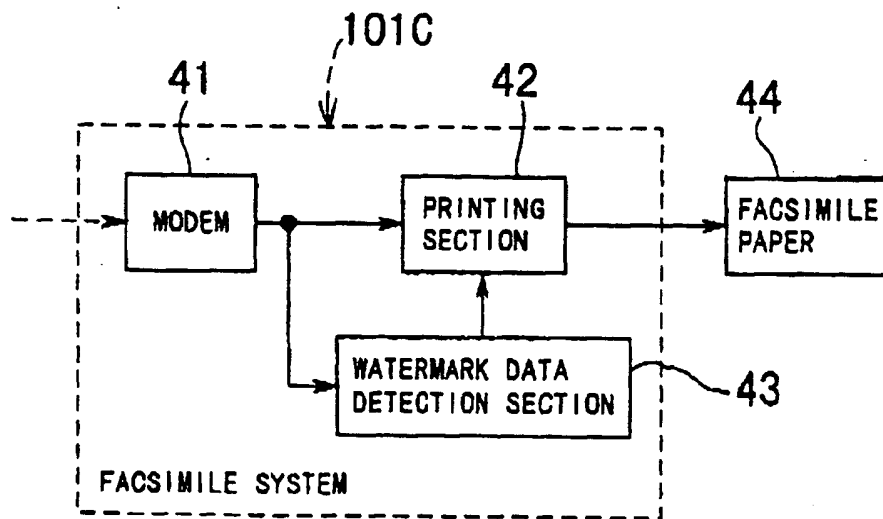 101C
41
42
44
MODEM
PRINTING
SECTION
FACSIMILE
PAPER
WATERMARK DATA
DETECTION SECTION
43
FACSIMILE SYSTEM